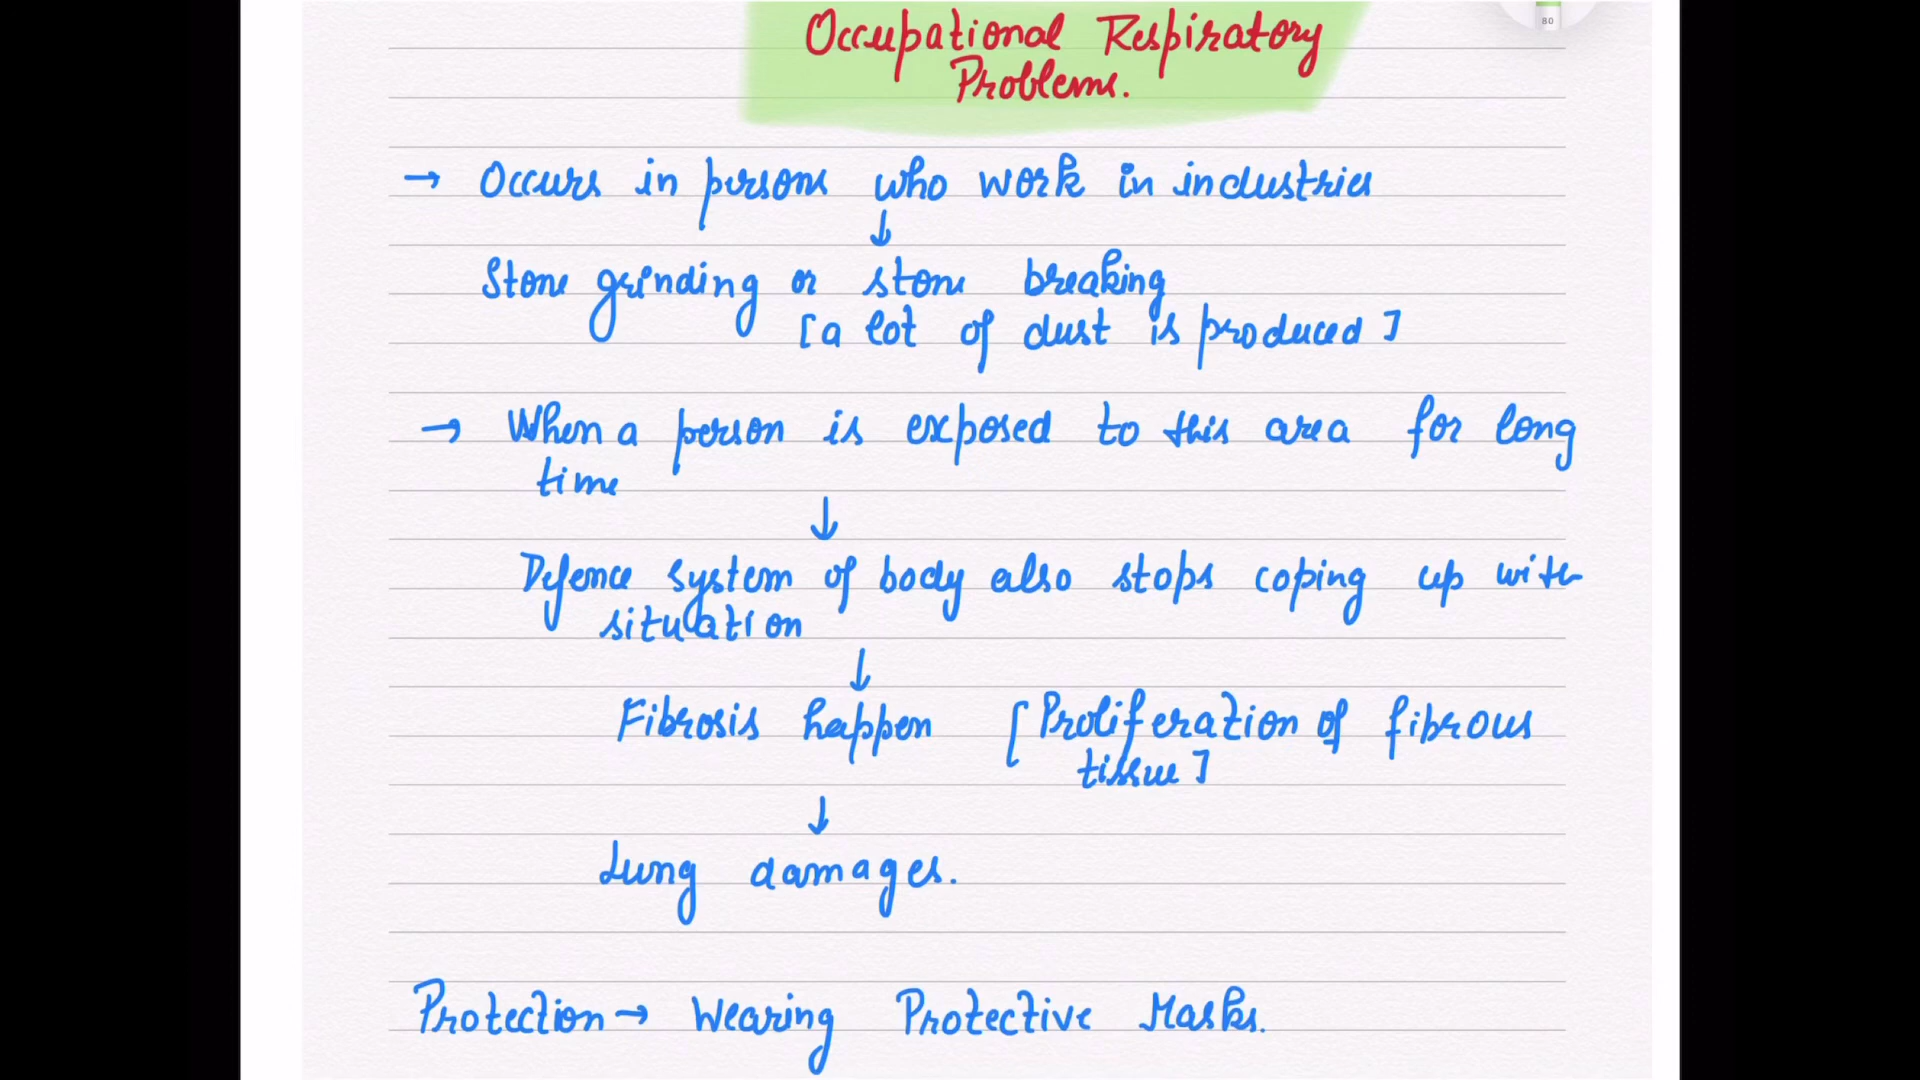 Occupational Respiratory
Problems.
80
→ Occurs in persons who work in industries
↓
Stone grinding or stone breaking
[a lot of dust is produced]
→ When a person is exposed to this area for long
time
↓
Defence system of body also stops coping up with
situation
↓
Fibrosis happen [Proliferation of fibrous
tissue]
↓
Lung damages.
Protection → Wearing Protective Masks.